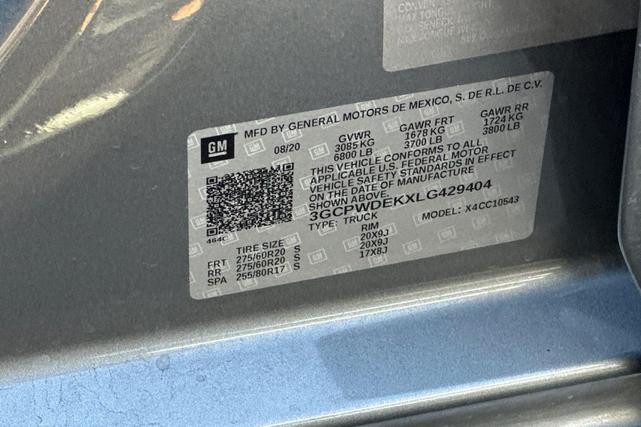 MAX TONGUE
GM
MFD BY GENERAL MOTORS DE MEXICO, S. DE R.L. DE C.V.
08/20 GVWR GAWR FRT GAWR RR
3085 KG 1678 KG 1724 KG
6800 LB 3700 LB 3800 LB
THIS VEHICLE CONFORMS TO ALL
APPLICABLE U.S. FEDERAL MOTOR
VEHICLE SAFETY STANDARDS IN EFFECT
ON THE DATE OF MANUFACTURE
SHOWN ABOVE.
3GCPWDEKXLG429404
TYPE: TRUCK MODEL: X4CC10543
464C
TIRE SIZE RIM
FRT 275/60R20 S 20X9J
RR 275/60R20 S 20X9J
SPA 255/80R17 S 17X8J